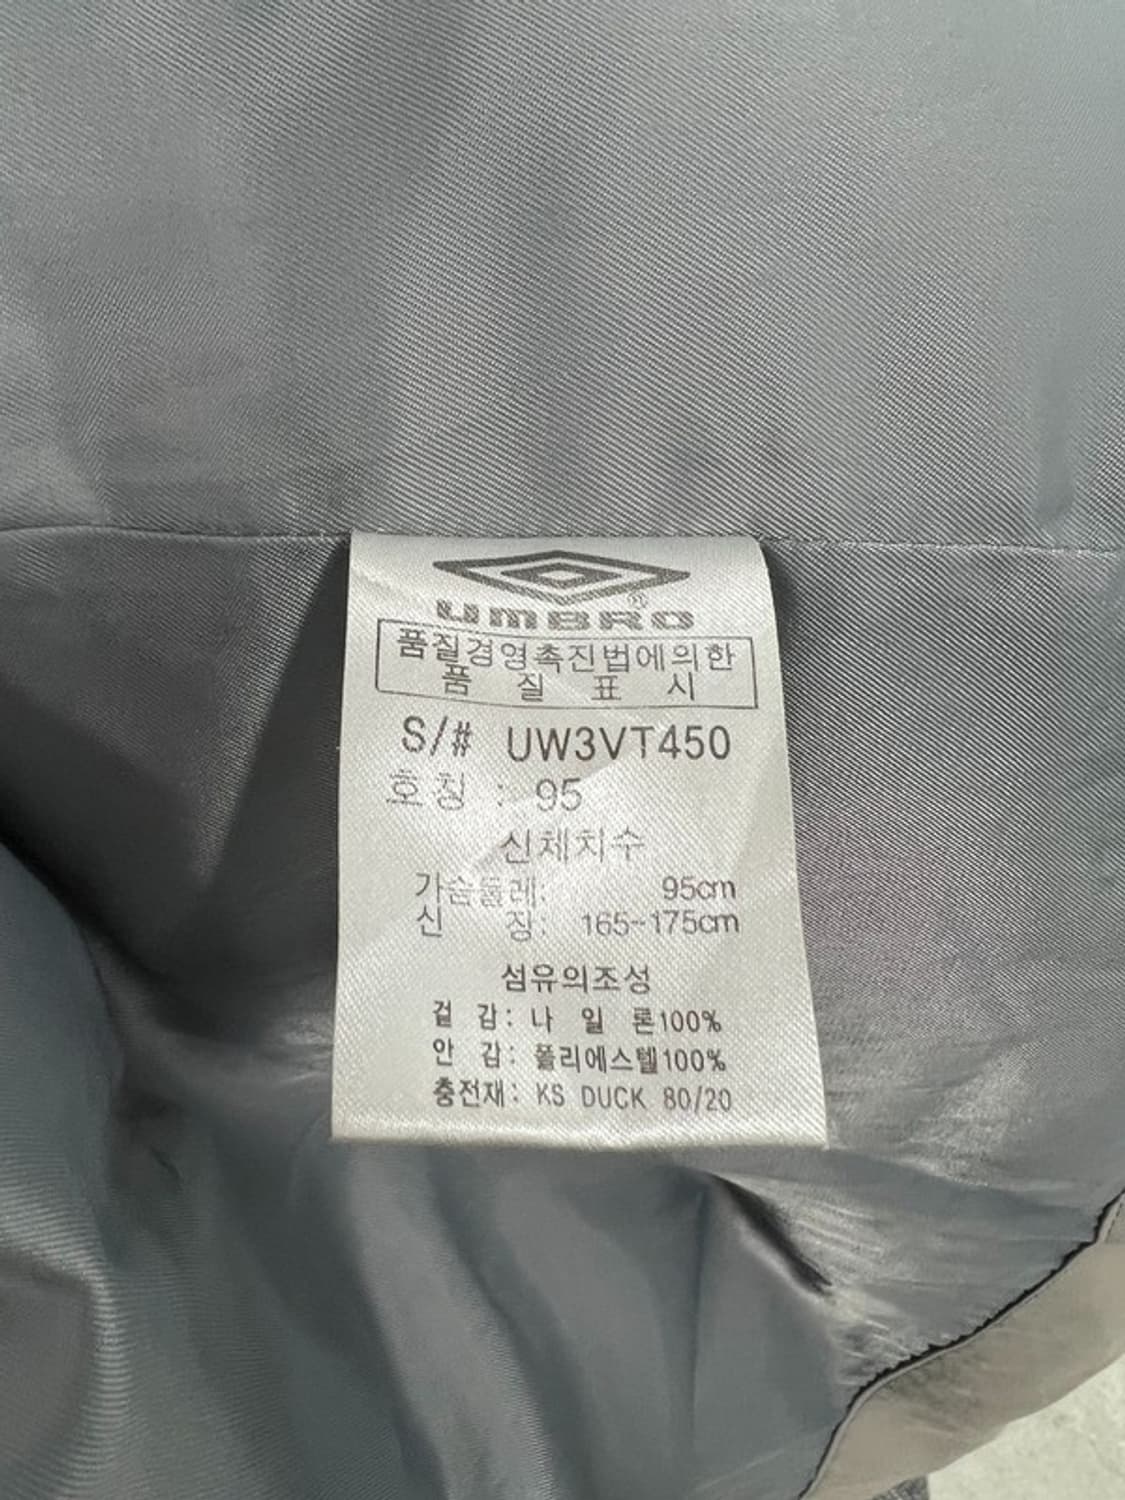 UMBRO®
품질경영촉진법에의한
품 질 표 시
S/# UW3VT450
호칭 : 95
신체치수
가슴둘레: 95cm
신 장: 165~175cm
섬유의조성
겉 감: 나 일 론100%
안 감: 폴리에스텔100%
충전재: KS DUCK 80/20